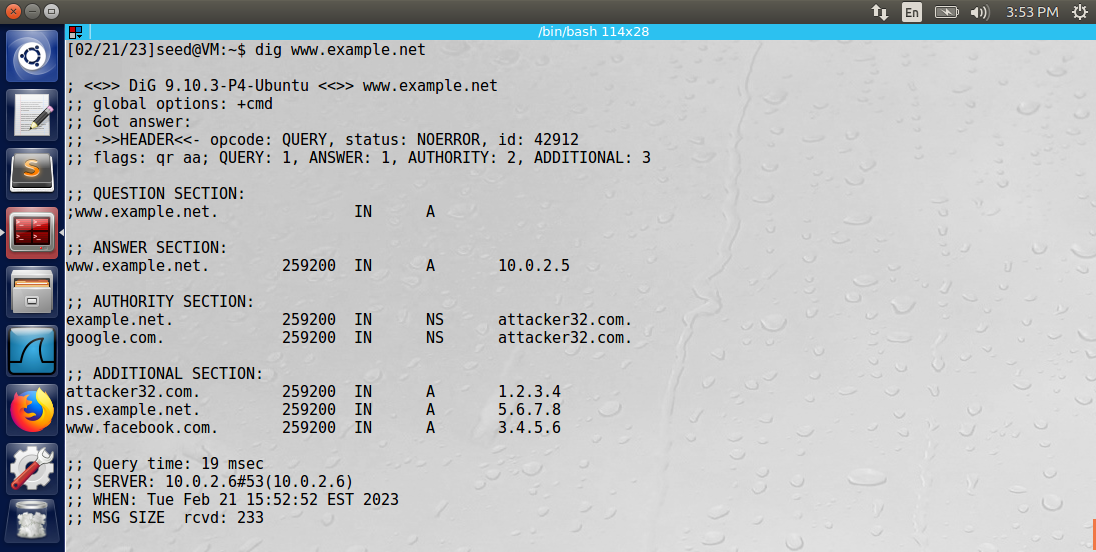 En 3:53 PM
/bin/bash 114x28
[02/21/23]seed@VM:~$ dig www.example.net
; <<>> DiG 9.10.3-P4-Ubuntu <<>> www.example.net
;; global options: +cmd
;; Got answer:
;; ->>HEADER<<- opcode: QUERY, status: NOERROR, id: 42912
;; flags: qr aa; QUERY: 1, ANSWER: 1, AUTHORITY: 2, ADDITIONAL: 3
;; QUESTION SECTION:
;www.example.net. IN A
;; ANSWER SECTION:
www.example.net. 259200 IN A 10.0.2.5
;; AUTHORITY SECTION:
example.net. 259200 IN NS attacker32.com.
google.com. 259200 IN NS attacker32.com.
;; ADDITIONAL SECTION:
attacker32.com. 259200 IN A 1.2.3.4
ns.example.net. 259200 IN A 5.6.7.8
www.facebook.com. 259200 IN A 3.4.5.6
;; Query time: 19 msec
;; SERVER: 10.0.2.6#53(10.0.2.6)
;; WHEN: Tue Feb 21 15:52:52 EST 2023
;; MSG SIZE rcvd: 233